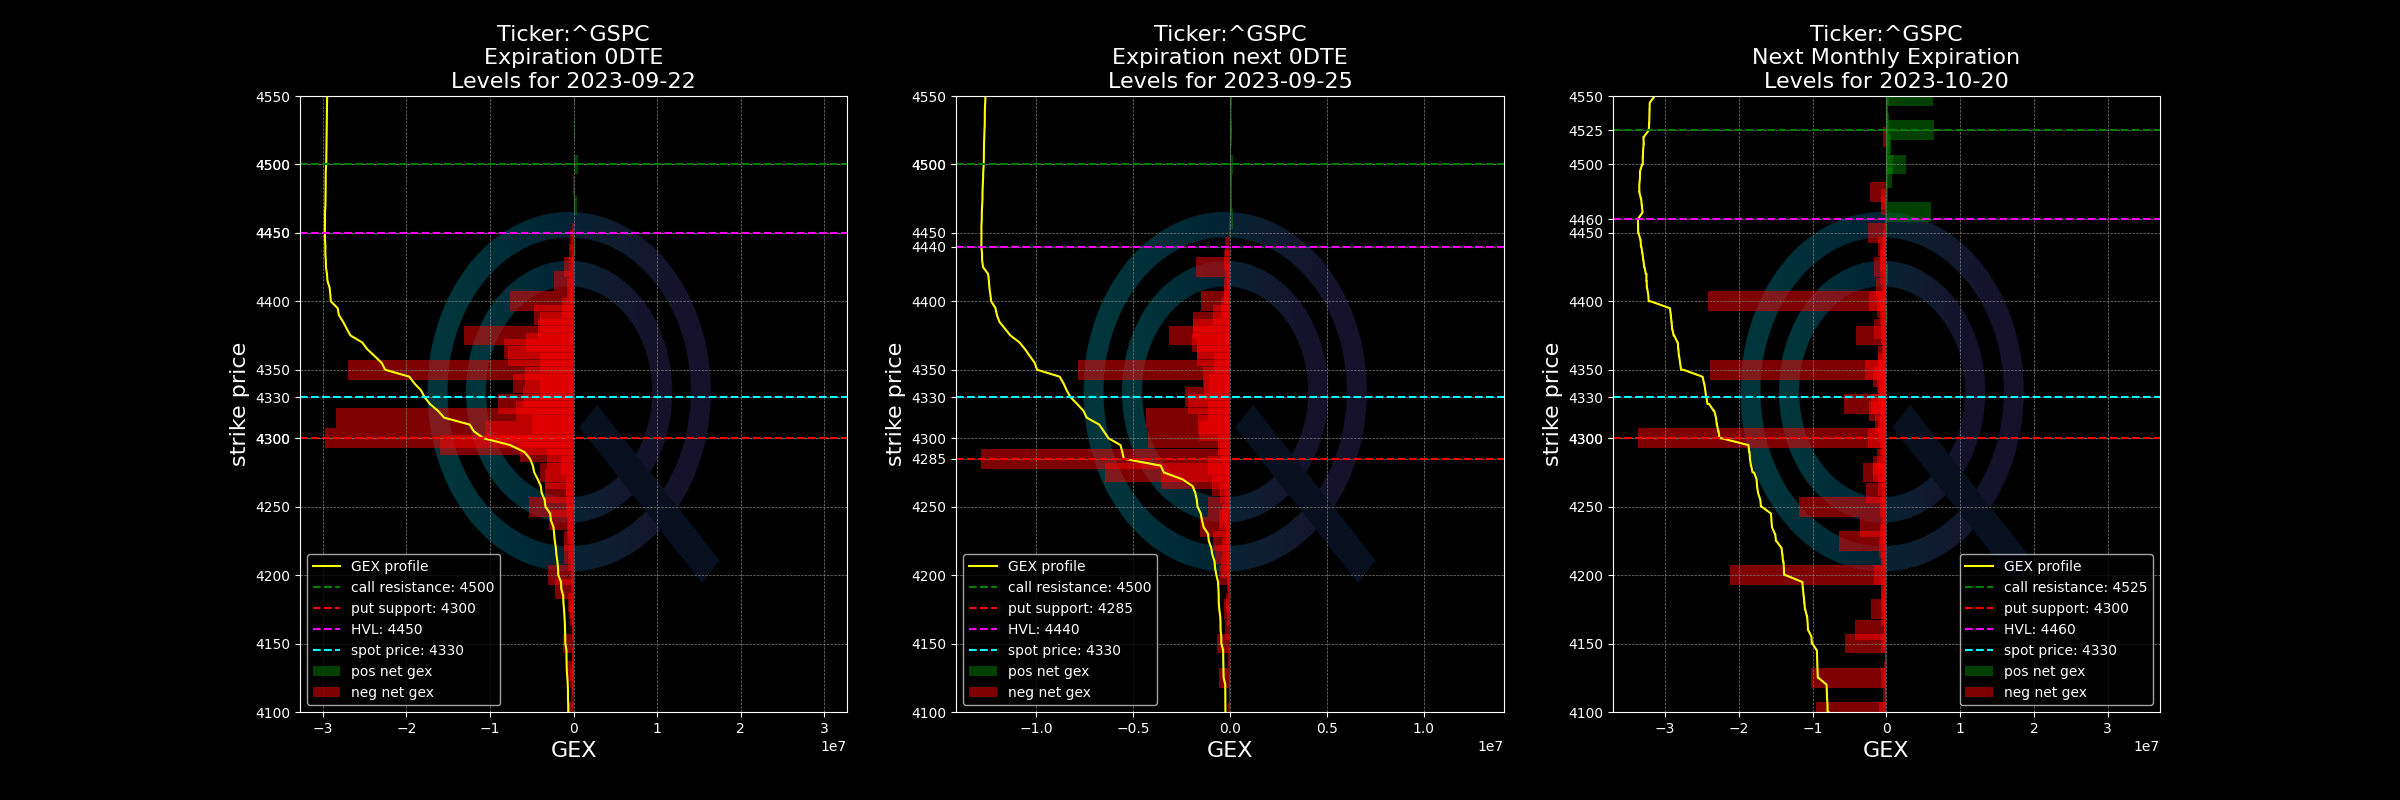 Ticker:^GSPC
Expiration 0DTE
Levels for 2023-09-22
4550
4500
4450
4400
4350
4330
4300
4250
4200
4150
4100
strike price
GEX profile
call resistance: 4500
put support: 4300
HVL: 4450
spot price: 4330
pos net gex
neg net gex
−3 −2 −1 0 1 2 3
1e7
GEX
Ticker:^GSPC
Expiration next 0DTE
Levels for 2023-09-25
4550
4500
4450
4440
4400
4350
4330
4300
4285
4250
4200
4150
4100
strike price
GEX profile
call resistance: 4500
put support: 4285
HVL: 4440
spot price: 4330
pos net gex
neg net gex
−1.0 −0.5 0.0 0.5 1.0
1e7
GEX
Ticker:^GSPC
Next Monthly Expiration
Levels for 2023-10-20
4550
4525
4500
4460
4450
4400
4350
4330
4300
4250
4200
4150
4100
strike price
GEX profile
call resistance: 4525
put support: 4300
HVL: 4460
spot price: 4330
pos net gex
neg net gex
−3 −2 −1 0 1 2 3
1e7
GEX